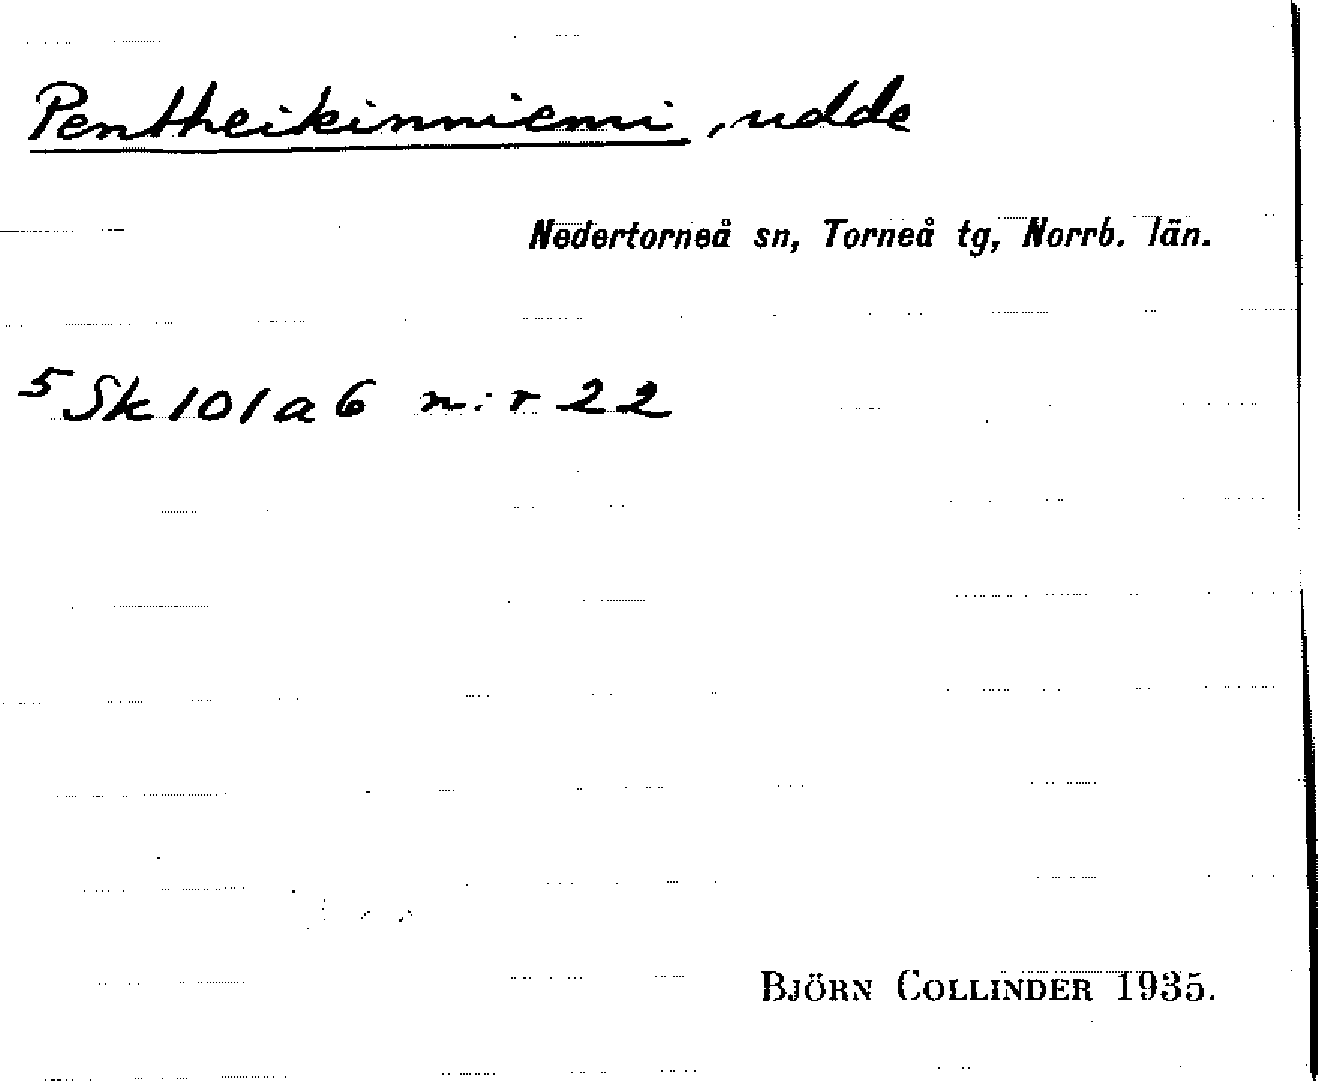 Pentheikinniemi, udde
Nedertorneå sn, Torneå tg, Norrb. län.
5 Sk 101 a 6 n:r 22
BJÖRN COLLINDER 1935.